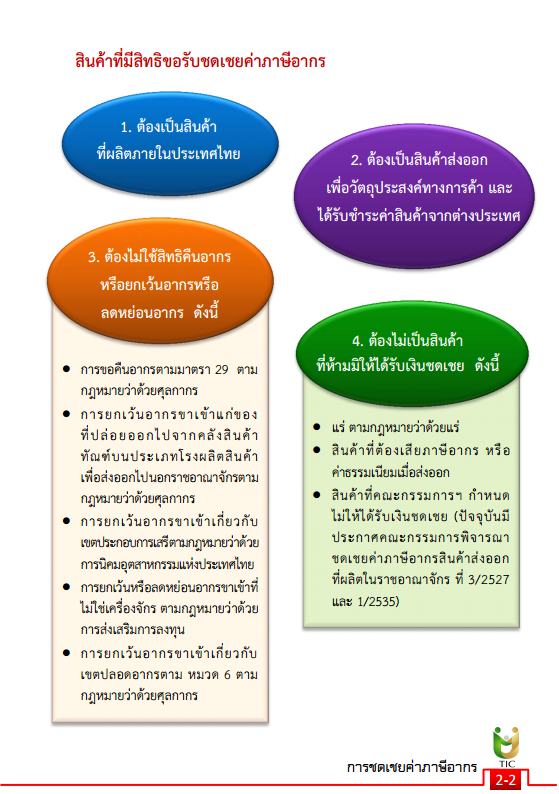 สินค้าที่มีสิทธิขอรับชดเชยค่าภาษีอากร
1. ต้องเป็นสินค้า
ที่ผลิตภายในประเทศไทย
2. ต้องเป็นสินค้าส่งออก
เพื่อวัตถุประสงค์ทางการค้า และ
ได้รับชำระค่าสินค้าจากต่างประเทศ
3. ต้องไม่ใช้สิทธิคืนอากร
หรือยกเว้นอากรหรือ
ลดหย่อนอากร ดังนี้
● การขอคืนอากรตามมาตรา 29 ตาม
กฎหมายว่าด้วยศุลกากร
● การยกเว้นอากรขาเข้าแก่ของ
ที่ปล่อยออกไปจากคลังสินค้า
ทัณฑ์บนประเภทโรงผลิตสินค้า
เพื่อส่งออกไปนอกราชอาณาจักรตาม
กฎหมายว่าด้วยศุลกากร
● การยกเว้นอากรขาเข้าเกี่ยวกับ
เขตประกอบการเสรีตามกฎหมายว่าด้วย
การนิคมอุตสาหกรรมแห่งประเทศไทย
● การยกเว้นหรือลดหย่อนอากรขาเข้าที่
ไม่ใช่เครื่องจักร ตามกฎหมายว่าด้วย
การส่งเสริมการลงทุน
● การยกเว้นอากรขาเข้าเกี่ยวกับ
เขตปลอดอากรตาม หมวด 6 ตาม
กฎหมายว่าด้วยศุลกากร
4. ต้องไม่เป็นสินค้า
ที่ห้ามมิให้ได้รับเงินชดเชย ดังนี้
● แร่ ตามกฎหมายว่าด้วยแร่
● สินค้าที่ต้องเสียภาษีอากร หรือ
ค่าธรรมเนียมเมื่อส่งออก
● สินค้าที่คณะกรรมการฯ กำหนด
ไม่ให้ได้รับเงินชดเชย (ปัจจุบันมี
ประกาศคณะกรรมการพิจารณา
ชดเชยค่าภาษีอากรสินค้าส่งออก
ที่ผลิตในราชอาณาจักร ที่ 3/2527
และ 1/2535)
TIC
การชดเชยค่าภาษีอากร
2-2